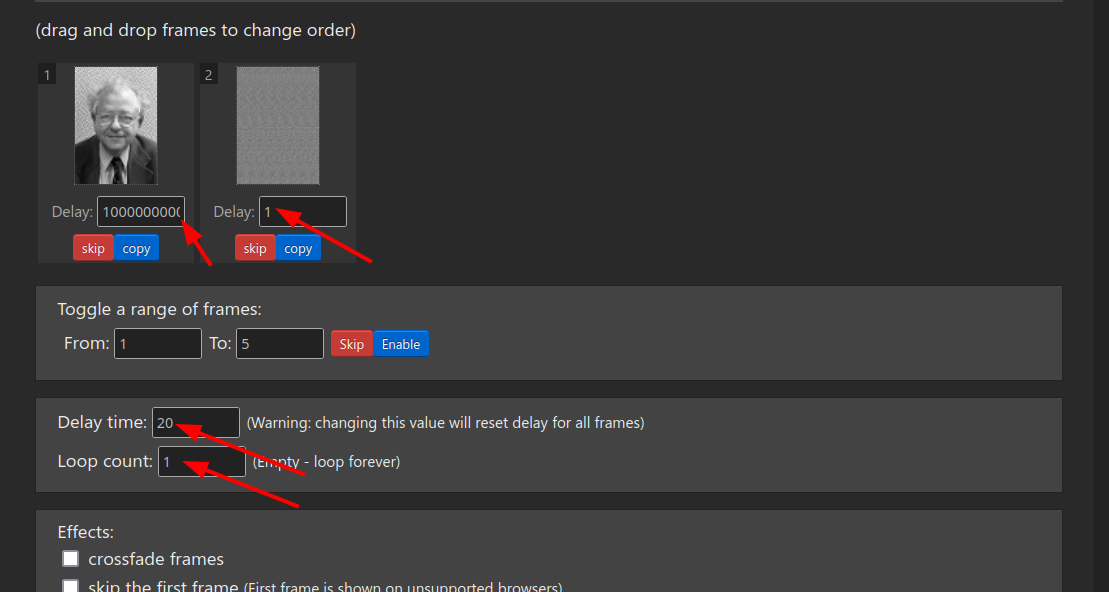 (drag and drop frames to change order)
1 2
Delay: 1000000000 Delay: 1
skip copy skip copy
Toggle a range of frames:
From: 1 To: 5 Skip Enable
Delay time: 20 (Warning: changing this value will reset delay for all frames)
Loop count: 1 (Empty - loop forever)
Effects:
crossfade frames
skip the first frame (First frame is shown on unsupported browsers)